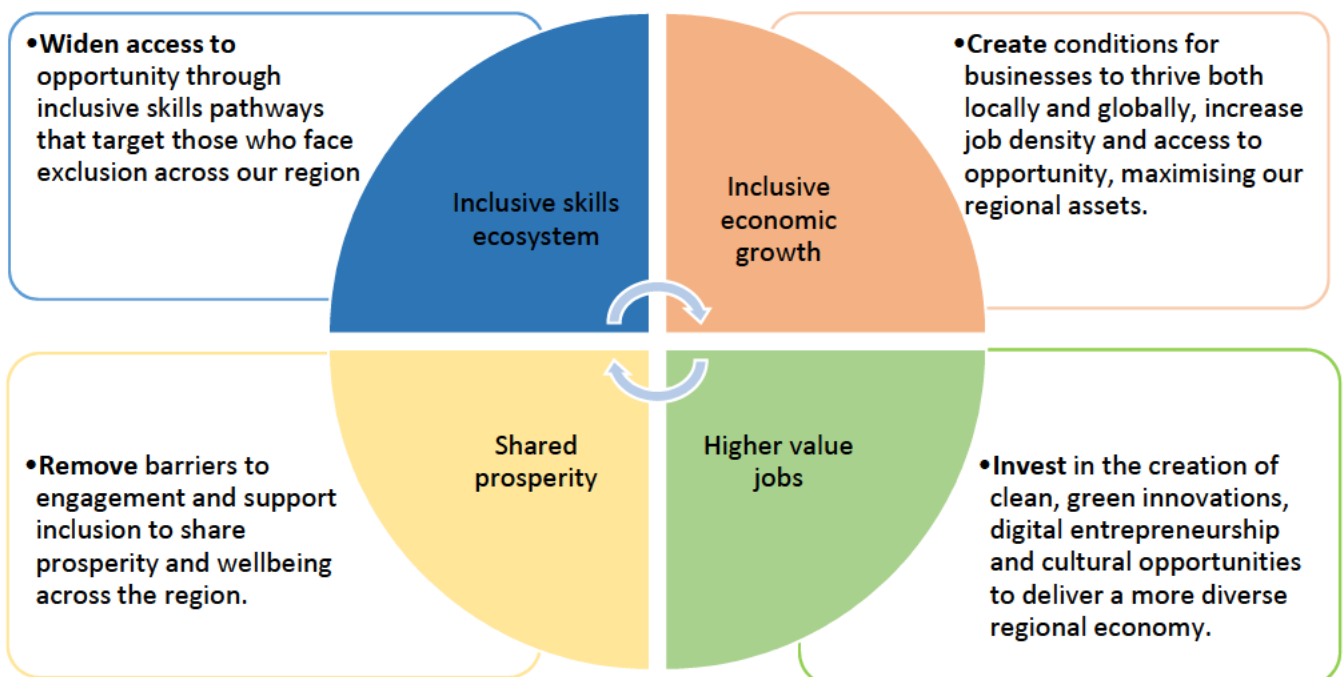 •Widen access to
opportunity through
inclusive skills pathways
that target those who face
exclusion across our region
Inclusive skills
ecosystem
Inclusive
economic
growth
•Create conditions for
businesses to thrive both
locally and globally, increase
job density and access to
opportunity, maximising our
regional assets.
•Remove barriers to
engagement and support
inclusion to share
prosperity and wellbeing
across the region.
Shared
prosperity
Higher value
jobs
•Invest in the creation of
clean, green innovations,
digital entrepreneurship
and cultural opportunities
to deliver a more diverse
regional economy.